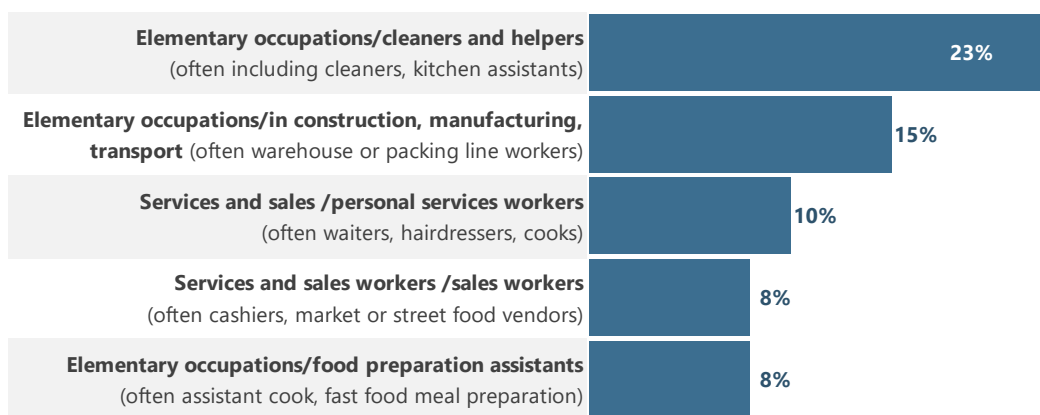 Elementary occupations/cleaners and helpers
(often including cleaners, kitchen assistants)
23%
Elementary occupations/in construction, manufacturing,
transport (often warehouse or packing line workers)
15%
Services and sales /personal services workers
(often waiters, hairdressers, cooks)
10%
Services and sales workers /sales workers
(often cashiers, market or street food vendors)
8%
Elementary occupations/food preparation assistants
(often assistant cook, fast food meal preparation)
8%